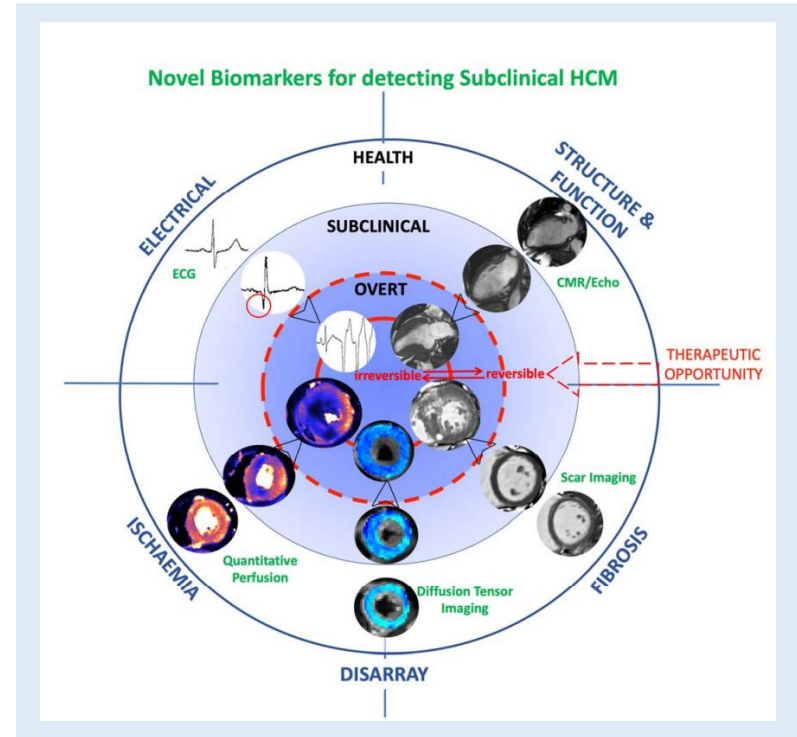 Novel Biomarkers for detecting Subclinical HCM
HEALTH
STRUCTURE &
FUNCTION
ELECTRICAL
SUBCLINICAL
ECG
CMR/Echo
OVERT
THERAPEUTIC
OPPORTUNITY
irreversible
reversible
Scar Imaging
Quantitative
Perfusion
ISCHAEMIA
FIBROSIS
Diffusion Tensor
Imaging
DISARRAY